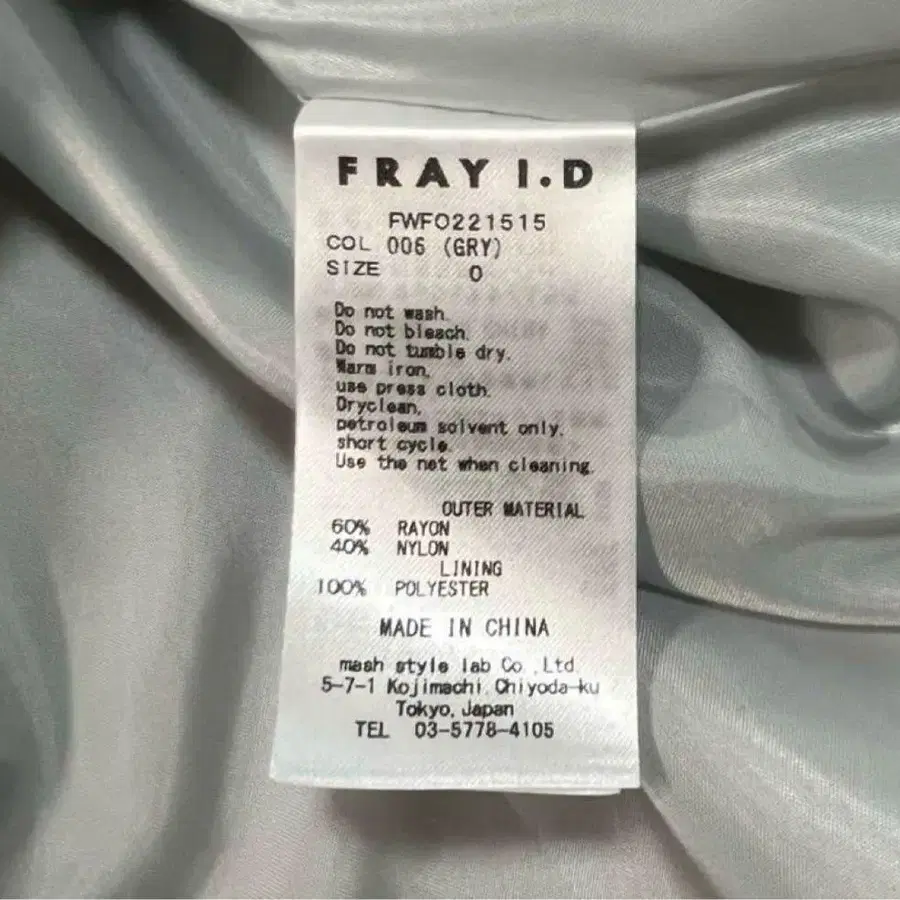 FRAY I.D
FWFO221515
COL 006 (GRY)
SIZE 0
Do not wash.
Do not bleach.
Do not tumble dry.
Warm iron,
use press cloth.
Dryclean,
petroleum solvent only,
short cycle.
Use the net when cleaning.
OUTER MATERIAL
60% RAYON
40% NYLON
LINING
100% POLYESTER
MADE IN CHINA
mash style lab Co.,Ltd.
5-7-1 Kojimachi,Chiyoda-ku
Tokyo,Japan
TEL 03-5778-4105